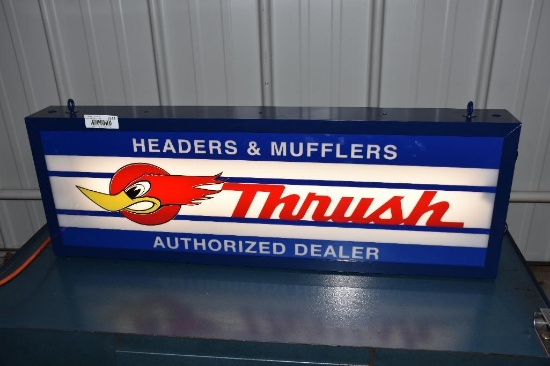 HEADERS & MUFFLERS
Thrush
AUTHORIZED DEALER